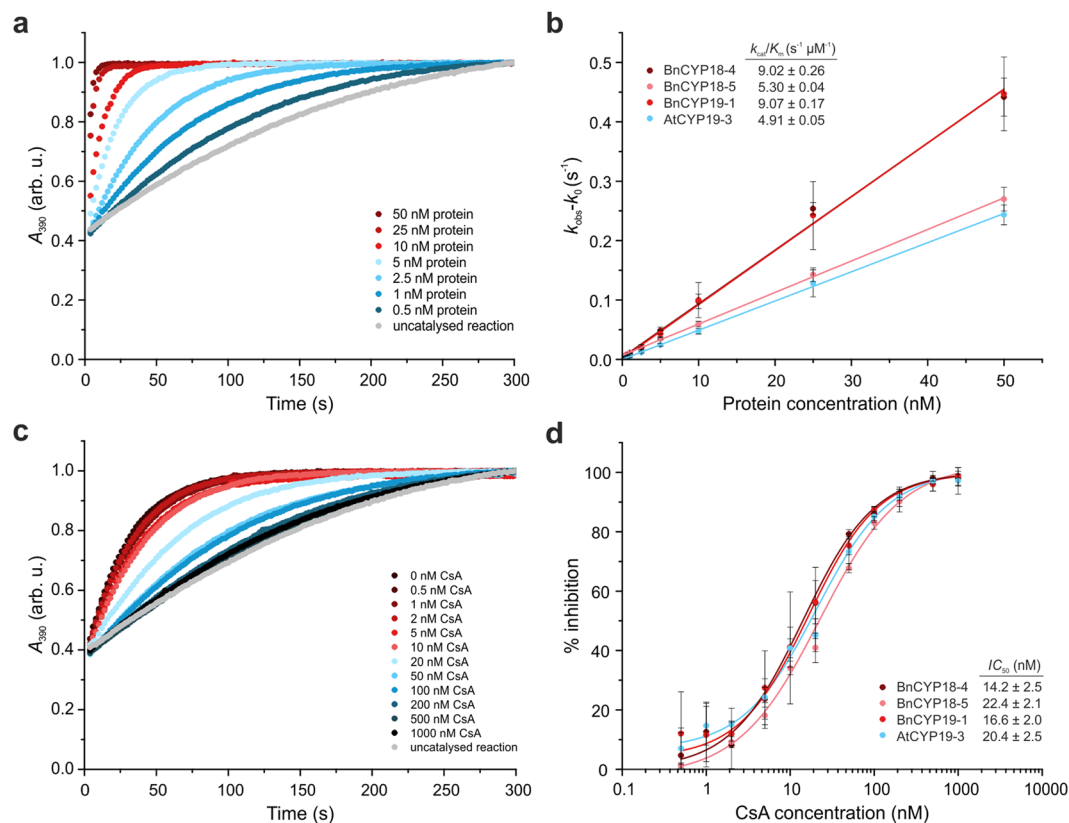 a
1.0
0.8
0.6
0.4
0.2
0.0
A390 (arb. u.)
50 nM protein
25 nM protein
10 nM protein
5 nM protein
2.5 nM protein
1 nM protein
0.5 nM protein
uncatalysed reaction
0 50 100 150 200 250 300
Time (s)
b
kcat/Km (s-1 μM-1)
BnCYP18-4 9.02 ± 0.26
BnCYP18-5 5.30 ± 0.04
BnCYP19-1 9.07 ± 0.17
AtCYP19-3 4.91 ± 0.05
0.5
0.4
0.3
0.2
0.1
0.0
kobs-k0 (s-1)
0 10 20 30 40 50
Protein concentration (nM)
c
1.0
0.8
0.6
0.4
0.2
0.0
A390 (arb. u.)
0 nM CsA
0.5 nM CsA
1 nM CsA
2 nM CsA
5 nM CsA
10 nM CsA
20 nM CsA
50 nM CsA
100 nM CsA
200 nM CsA
500 nM CsA
1000 nM CsA
uncatalysed reaction
0 50 100 150 200 250 300
Time (s)
d
100
80
60
40
20
0
% inhibition
IC50 (nM)
BnCYP18-4 14.2 ± 2.5
BnCYP18-5 22.4 ± 2.1
BnCYP19-1 16.6 ± 2.0
AtCYP19-3 20.4 ± 2.5
0.1 1 10 100 1000 10000
CsA concentration (nM)